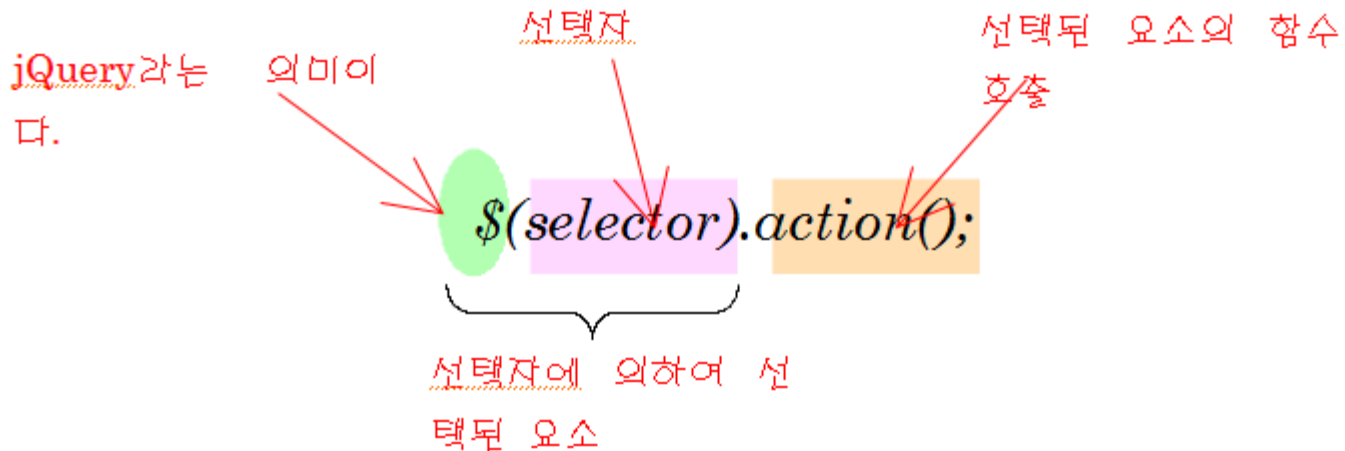 jQuery라는 의미이
다.
선택자
선택된 요소의 함수
호출
$(selector).action();
선택자에 의하여 선
택된 요소